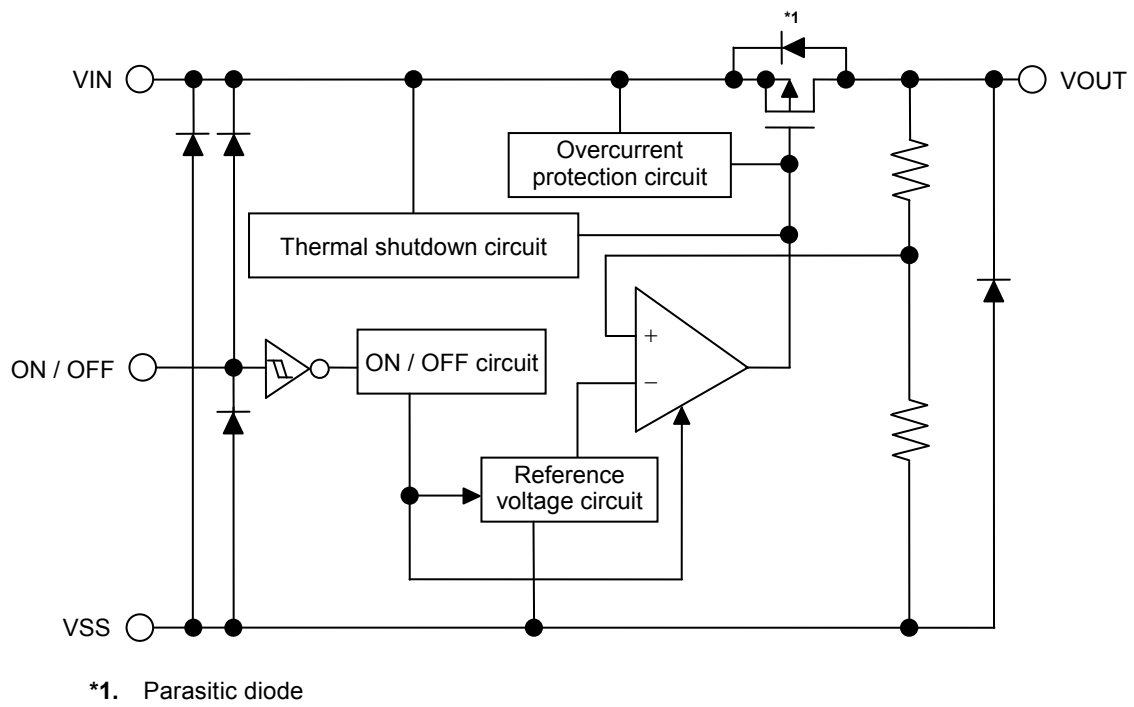 *1
VIN
VOUT
Overcurrent
protection circuit
Thermal shutdown circuit
+
−
ON / OFF
ON / OFF circuit
Reference
voltage circuit
VSS
*1. Parasitic diode